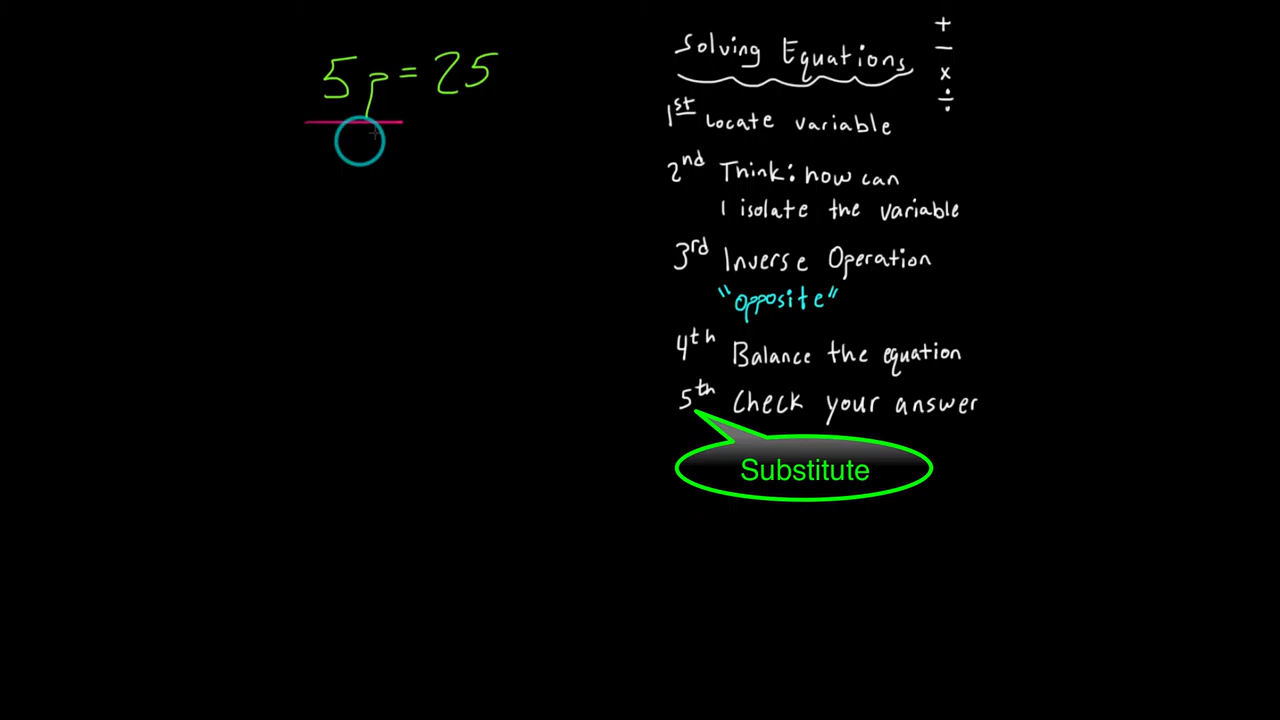 5p = 25
Solving Equations
+
−
x
÷
1st Locate variable
2nd Think: how can
I isolate the variable
3rd Inverse Operation
"opposite"
4th Balance the equation
5th Check your answer
Substitute